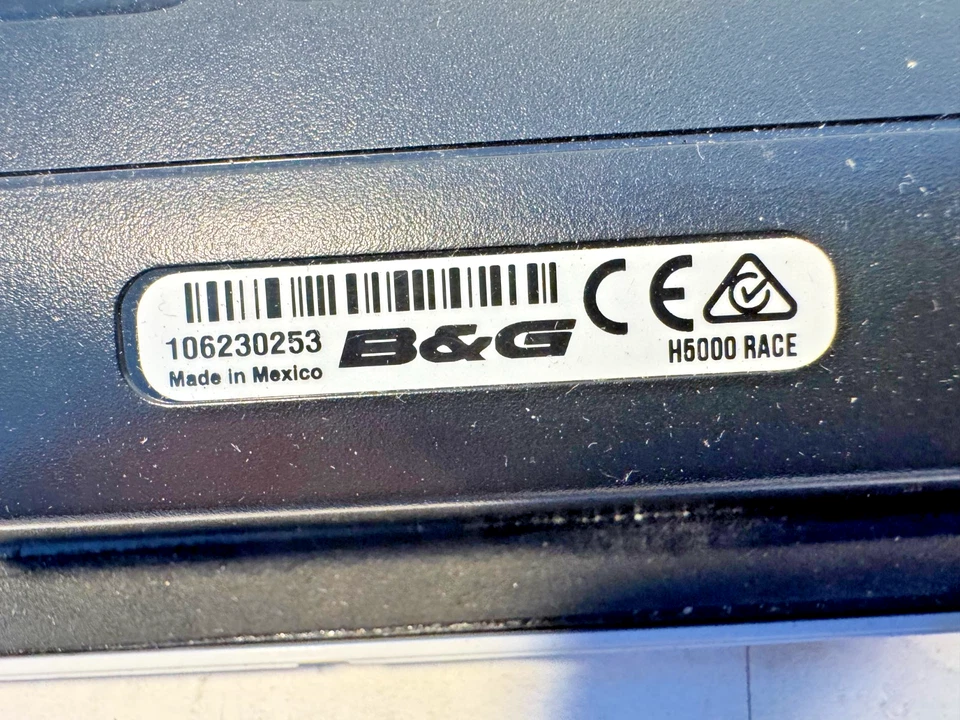 106230253
Made in Mexico
B&G
CE
H5000 RACE